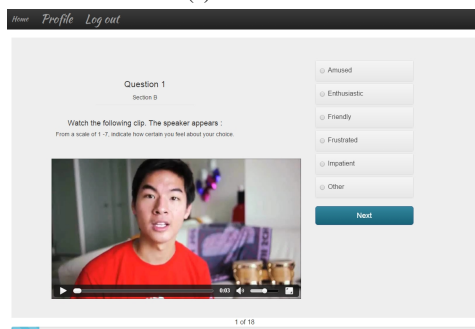 Home Profile Log out
Question 1
Section B
Watch the following clip. The speaker appears :
From a scale of 1 -7, indicate how certain you feel about your choice.
0:03
Amused
Enthusiastic
Friendly
Frustrated
Impatient
Other
Next
1 of 18